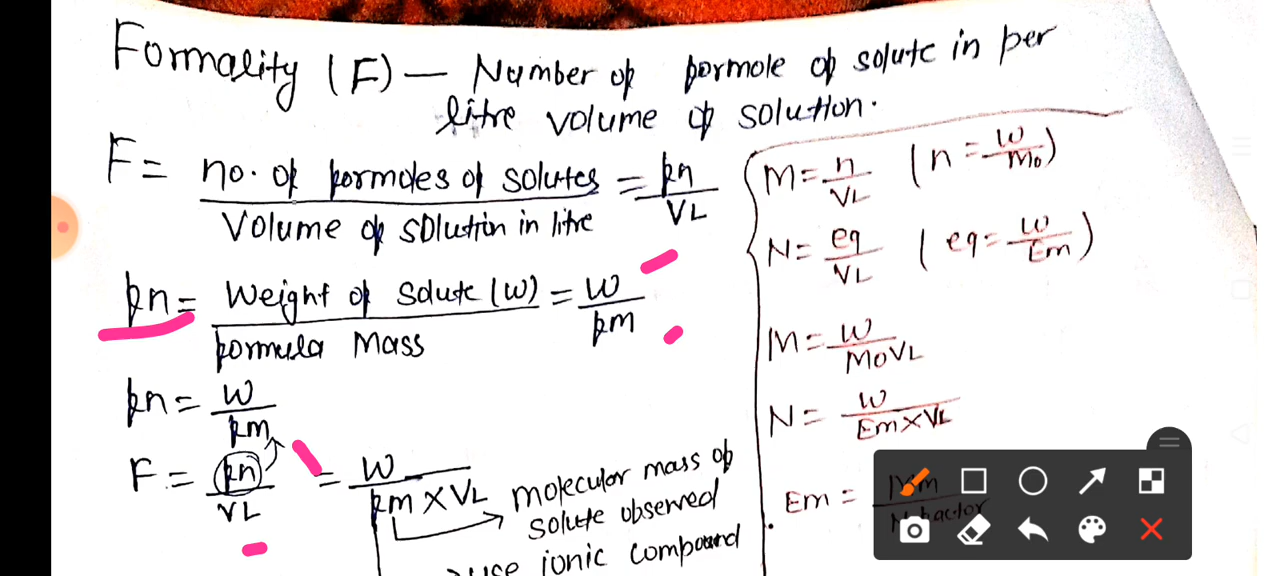 Formality (F) — Number of formole of solute in per
litre volume of solution.
F = no. of formoles of solutes / Volume of solution in litre = fn / VL
fn = Weight of solute (w) / formula Mass = w / fm
fn = w / fm
F = fn / VL = w / fm × VL
molecular mass of
solute observed
ionic compound
M = n / VL (n = w / Mo)
N = eq / VL (eq = w / Em)
M = w / MoVL
N = w / Em × VL
Em =